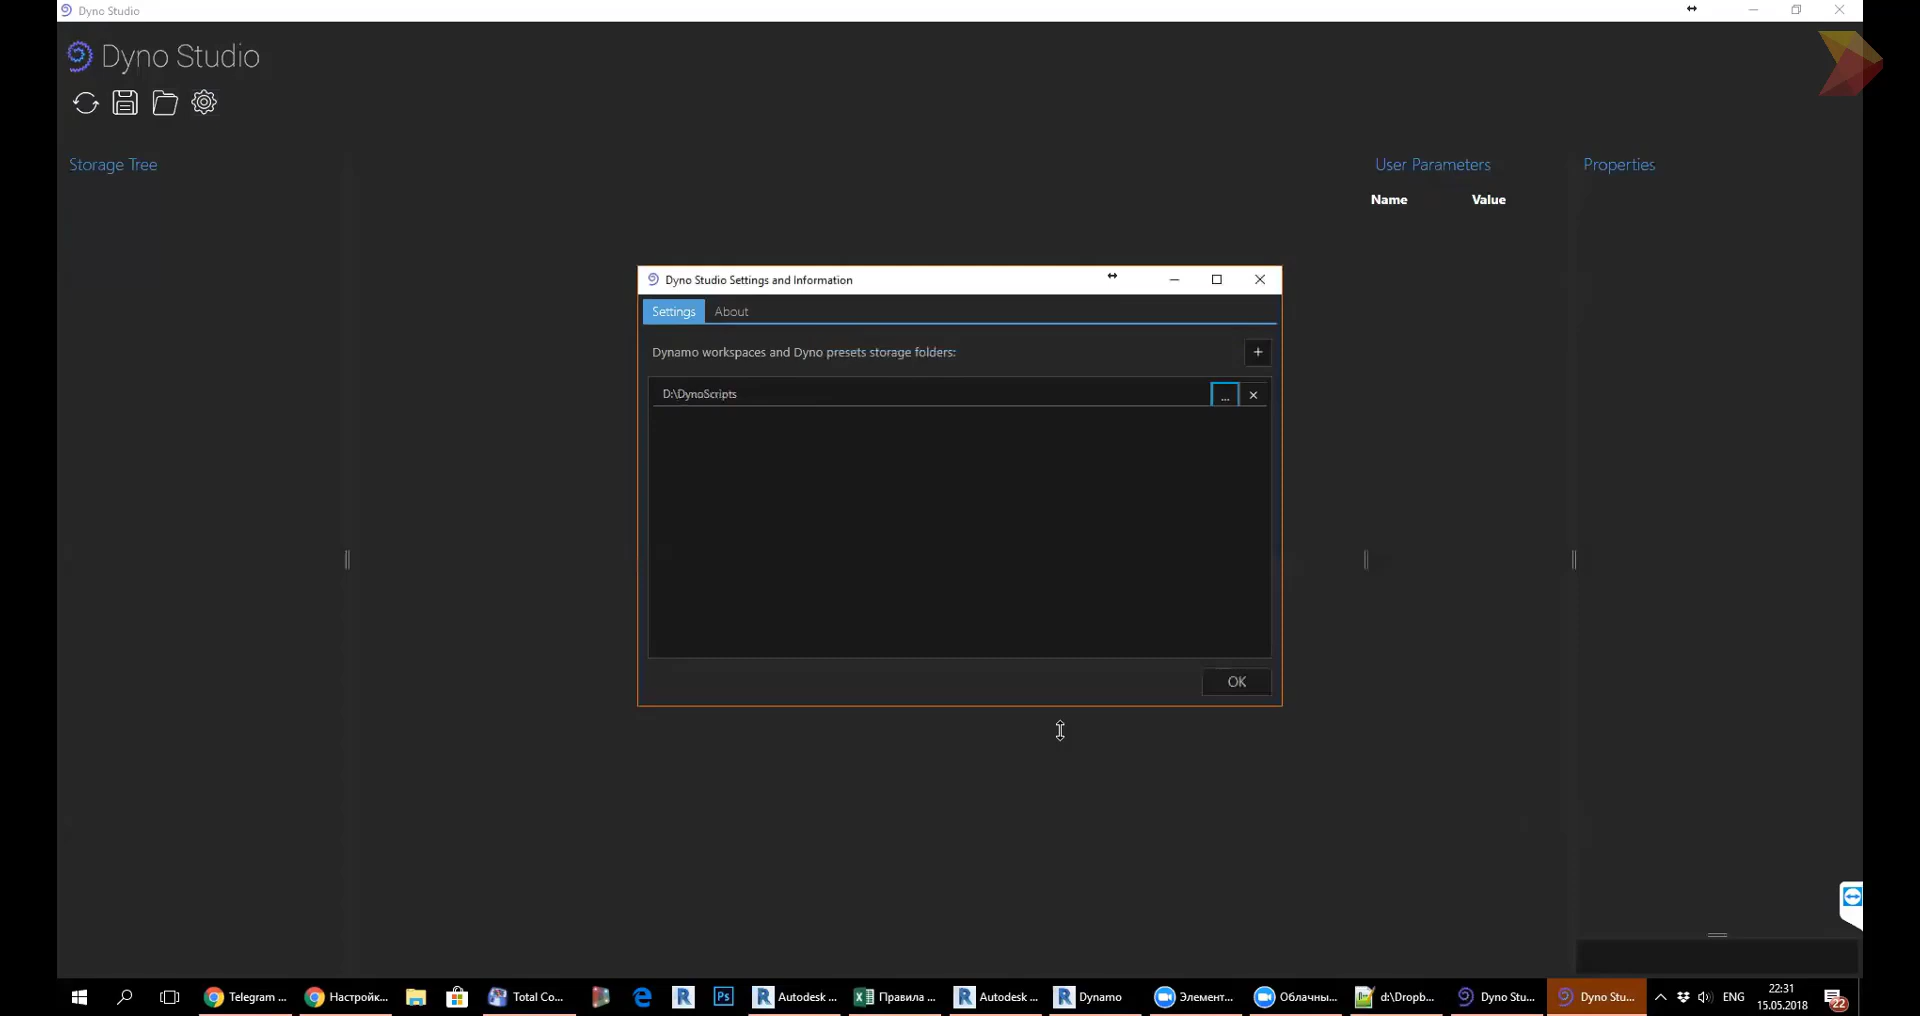 Dyno Studio
Dyno Studio
Storage Tree
User Parameters
Properties
Name
Value
Dyno Studio Settings and Information
Settings
About
Dynamo workspaces and Dyno presets storage folders:
+
D:\DynoScripts
...
OK
Telegram ...
Настройк...
Total Co...
Autodesk ...
Правила ...
Autodesk ...
Dynamo
Элемент...
Облачны...
d:\Dropb...
Dyno Stu...
Dyno Stu...
ENG
22:31
15.05.2018
22
Ps